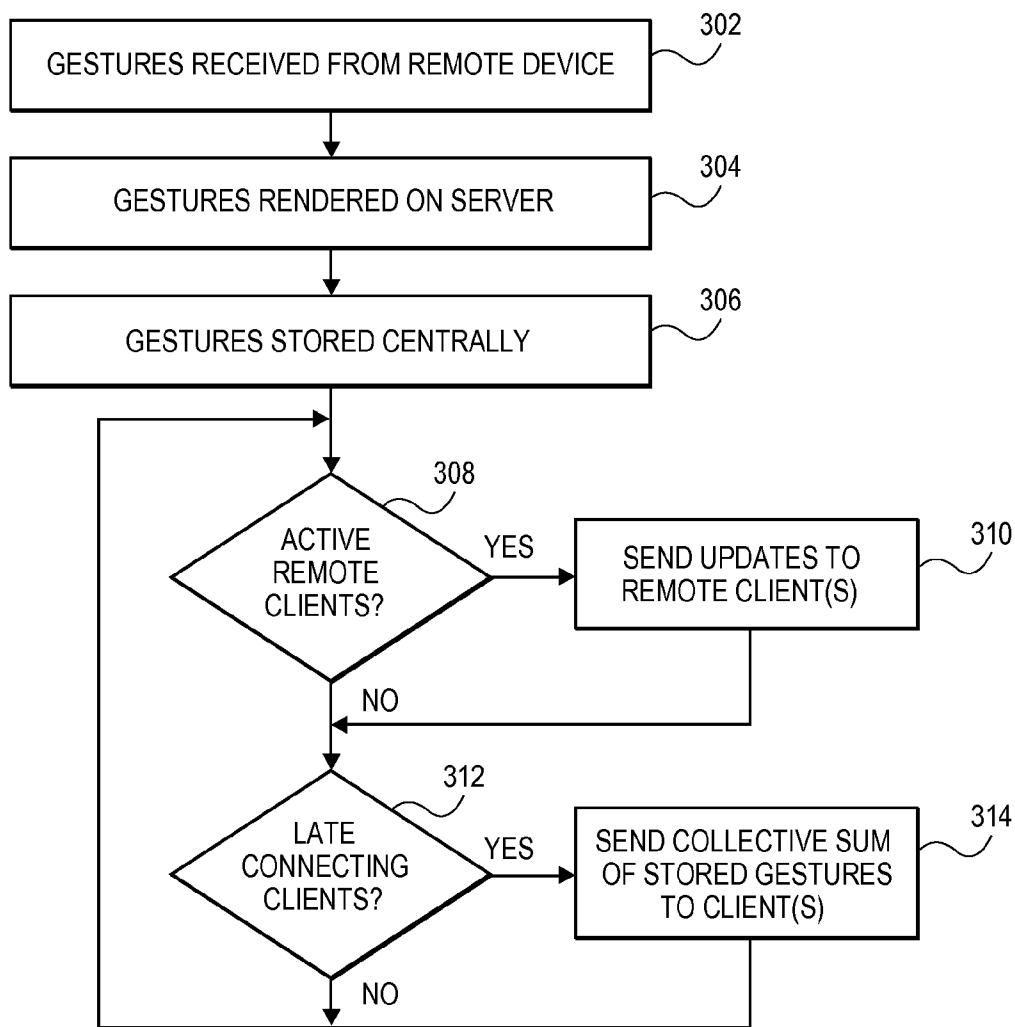 302
GESTURES RECEIVED FROM REMOTE DEVICE
304
GESTURES RENDERED ON SERVER
306
GESTURES STORED CENTRALLY
308
ACTIVE
REMOTE
CLIENTS?
YES
310
SEND UPDATES TO
REMOTE CLIENT(S)
NO
312
LATE
CONNECTING
CLIENTS?
YES
314
SEND COLLECTIVE SUM
OF STORED GESTURES
TO CLIENT(S)
NO